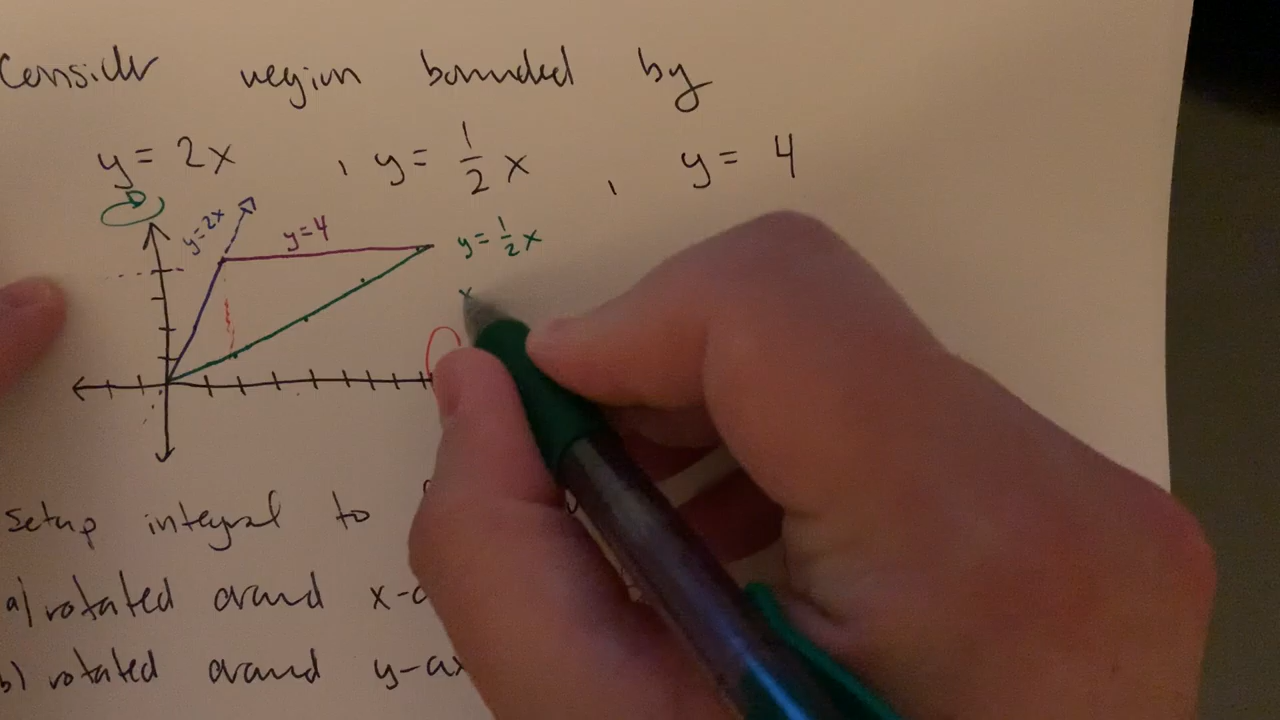 Consider region bounded by
y = 2x , y = 1/2 x , y = 4
y=2x y=4 y = 1/2 x
x
Setup integral to
a) rotated around x-a
b) rotated around y-ax